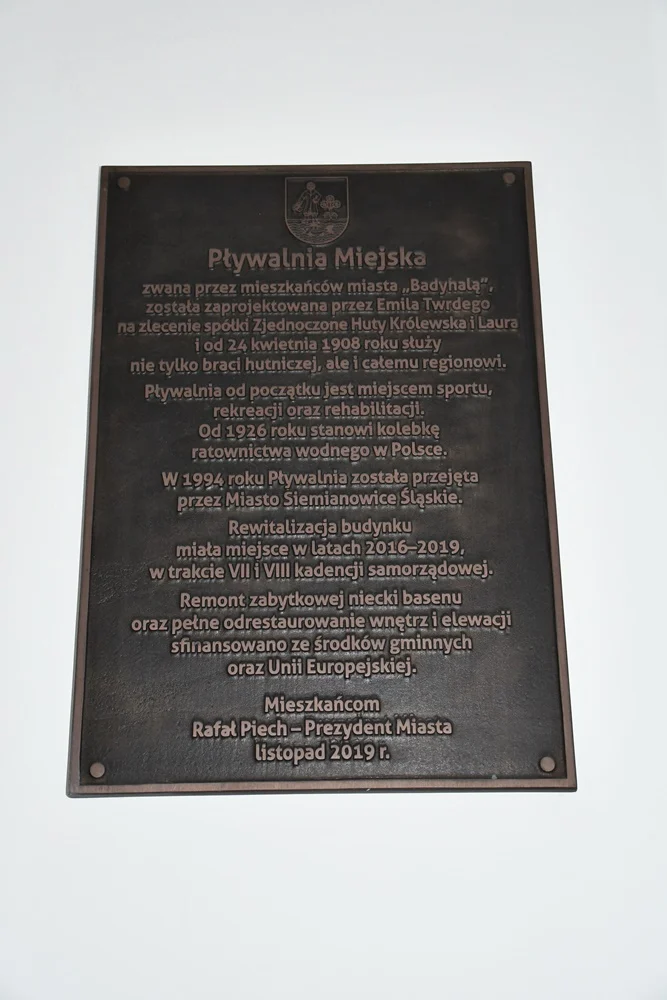 Pływalnia Miejska
zwana przez mieszkańców miasta „Badyhalą”,
została zaprojektowana przez Emila Twrdego
na zlecenie spółki Zjednoczone Huty Królewska i Laura
i od 24 kwietnia 1908 roku służy
nie tylko braci hutniczej, ale i całemu regionowi.
Pływalnia od początku jest miejscem sportu,
rekreacji oraz rehabilitacji.
Od 1926 roku stanowi kolebkę
ratownictwa wodnego w Polsce.
W 1994 roku Pływalnia została przejęta
przez Miasto Siemianowice Śląskie.
Rewitalizacja budynku
miała miejsce w latach 2016–2019,
w trakcie VII i VIII kadencji samorządowej.
Remont zabytkowej niecki basenu
oraz pełne odrestaurowanie wnętrz i elewacji
sfinansowano ze środków gminnych
oraz Unii Europejskiej.
Mieszkańcom
Rafał Piech – Prezydent Miasta
listopad 2019 r.